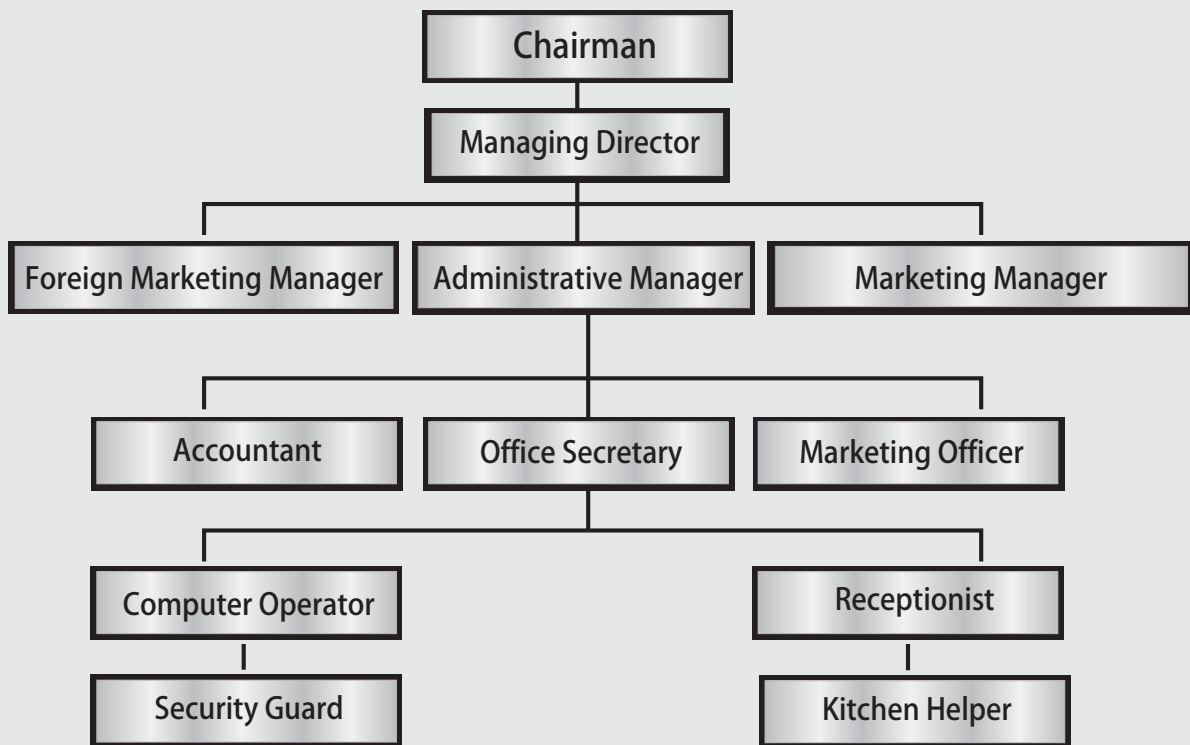 Chairman
Managing Director
Foreign Marketing Manager
Administrative Manager
Marketing Manager
Accountant
Office Secretary
Marketing Officer
Computer Operator
Receptionist
Security Guard
Kitchen Helper